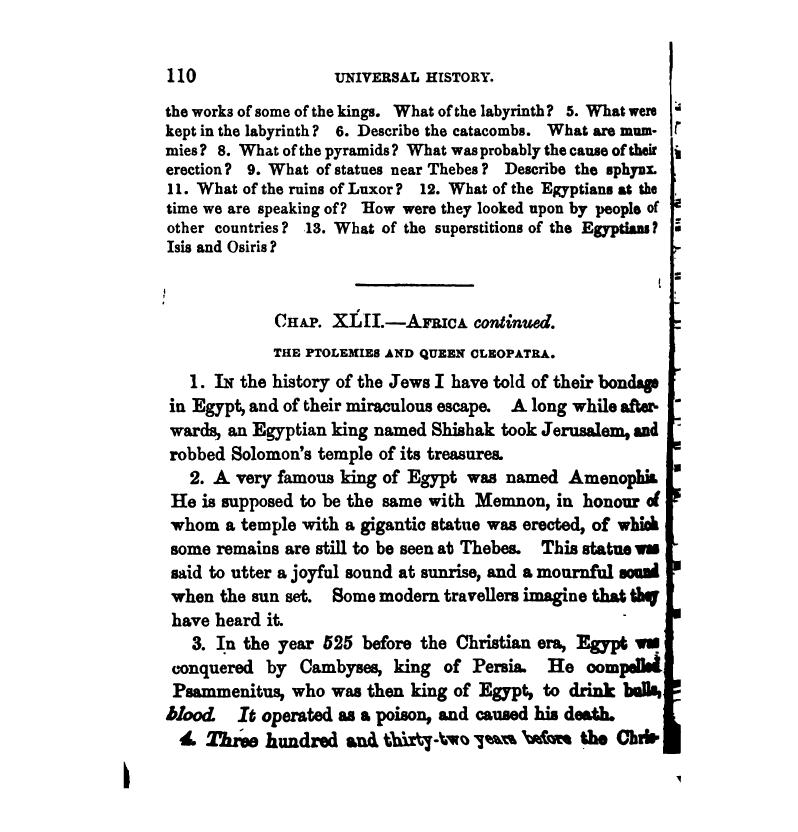 110 UNIVERSAL HISTORY.
the works of some of the kings. What of the labyrinth? 5. What were
kept in the labyrinth? 6. Describe the catacombs. What are mum-
mies? 8. What of the pyramids? What was probably the cause of their
erection? 9. What of statues near Thebes? Describe the sphynx.
11. What of the ruins of Luxor? 12. What of the Egyptians at the
time we are speaking of? How were they looked upon by people of
other countries? 13. What of the superstitions of the Egyptians?
Isis and Osiris?
CHAP. XLII.—AFRICA continued.
THE PTOLEMIES AND QUEEN CLEOPATRA.
1. IN the history of the Jews I have told of their bondage
in Egypt, and of their miraculous escape. A long while after-
wards, an Egyptian king named Shishak took Jerusalem, and
robbed Solomon's temple of its treasures.
2. A very famous king of Egypt was named Amenophis.
He is supposed to be the same with Memnon, in honour of
whom a temple with a gigantic statue was erected, of which
some remains are still to be seen at Thebes. This statue was
said to utter a joyful sound at sunrise, and a mournful sound
when the sun set. Some modern travellers imagine that they
have heard it.
3. In the year 525 before the Christian era, Egypt was
conquered by Cambyses, king of Persia. He compelled
Psammenitus, who was then king of Egypt, to drink bulls,
blood. It operated as a poison, and caused his death.
4. Three hundred and thirty-two years before the Chris-